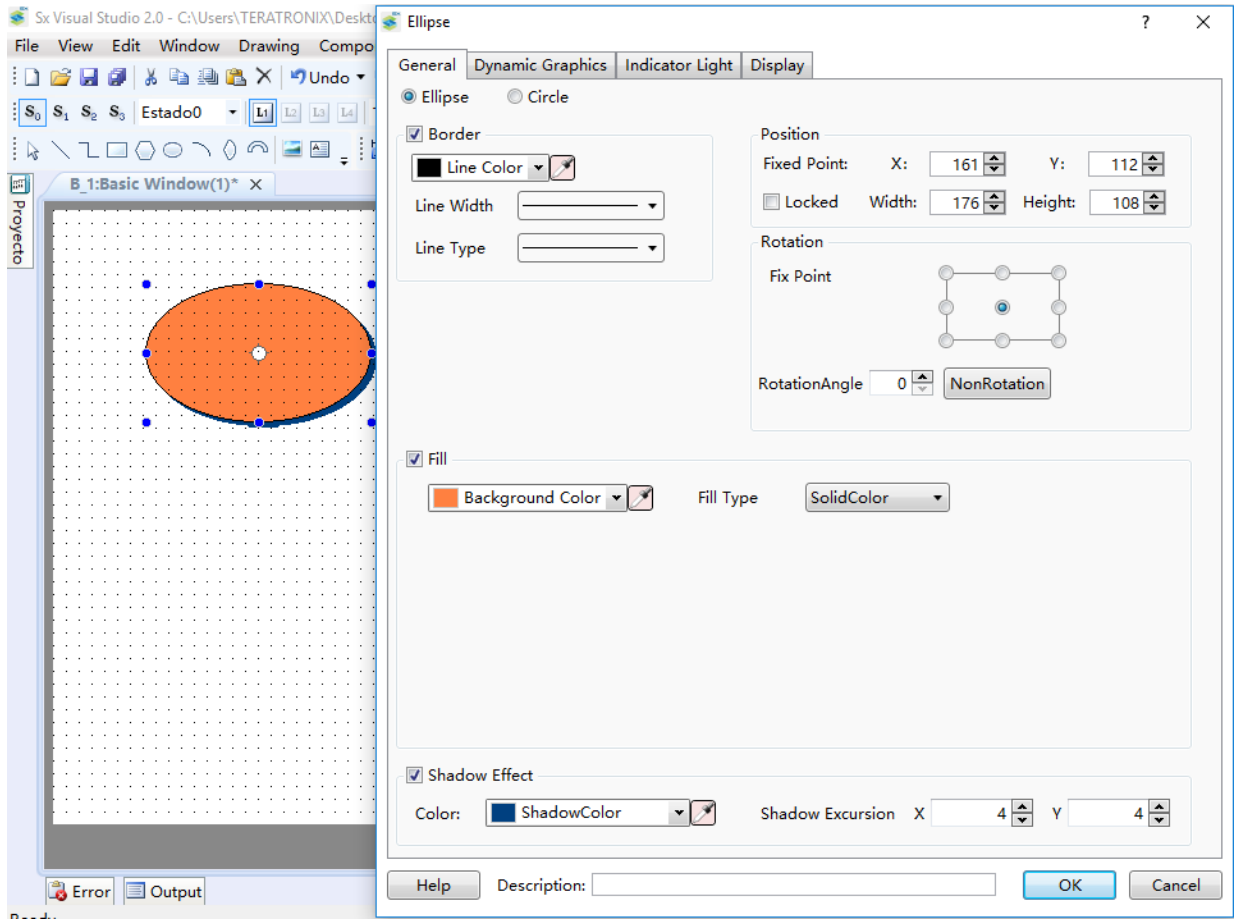 Sx Visual Studio 2.0 - C:\Users\TERATRONIX\Deskt
File View Edit Window Drawing Compo
Undo
S0 S1 S2 S3 Estado0 L1 L2 L3 L4
B_1:Basic Window(1)* X
Proyecto
Error Output
Ready
Ellipse ? X
General Dynamic Graphics Indicator Light Display
Ellipse Circle
Border
Line Color
Line Width
Line Type
Position
Fixed Point: X: 161 Y: 112
Locked Width: 176 Height: 108
Rotation
Fix Point
RotationAngle 0 NonRotation
Fill
Background Color Fill Type SolidColor
Shadow Effect
Color: ShadowColor Shadow Excursion X 4 Y 4
Help Description: OK Cancel